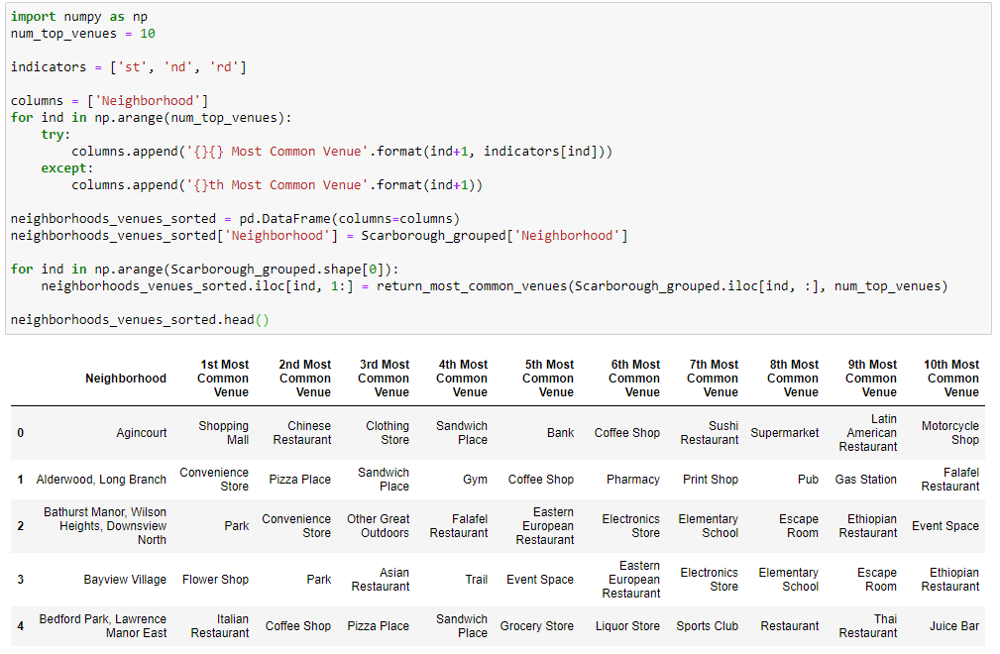 import numpy as np
num_top_venues = 10
indicators = ['st', 'nd', 'rd']
columns = ['Neighborhood']
for ind in np.arange(num_top_venues):
    try:
        columns.append('{}{} Most Common Venue'.format(ind+1, indicators[ind]))
    except:
        columns.append('{}th Most Common Venue'.format(ind+1))
neighborhoods_venues_sorted = pd.DataFrame(columns=columns)
neighborhoods_venues_sorted['Neighborhood'] = Scarborough_grouped['Neighborhood']
for ind in np.arange(Scarborough_grouped.shape[0]):
    neighborhoods_venues_sorted.iloc[ind, 1:] = return_most_common_venues(Scarborough_grouped.iloc[ind, :], num_top_venues)
neighborhoods_venues_sorted.head()
Neighborhood 1st Most Common Venue 2nd Most Common Venue 3rd Most Common Venue 4th Most Common Venue 5th Most Common Venue 6th Most Common Venue 7th Most Common Venue 8th Most Common Venue 9th Most Common Venue 10th Most Common Venue
0 Agincourt Shopping Mall Chinese Restaurant Clothing Store Sandwich Place Bank Coffee Shop Sushi Restaurant Supermarket Latin American Restaurant Motorcycle Shop
1 Alderwood, Long Branch Convenience Store Pizza Place Sandwich Place Gym Coffee Shop Pharmacy Print Shop Pub Gas Station Falafel Restaurant
2 Bathurst Manor, Wilson Heights, Downsview North Park Convenience Store Other Great Outdoors Falafel Restaurant Eastern European Restaurant Electronics Store Elementary School Escape Room Ethiopian Restaurant Event Space
3 Bayview Village Flower Shop Park Asian Restaurant Trail Event Space Eastern European Restaurant Electronics Store Elementary School Escape Room Ethiopian Restaurant
4 Bedford Park, Lawrence Manor East Italian Restaurant Coffee Shop Pizza Place Sandwich Place Grocery Store Liquor Store Sports Club Restaurant Thai Restaurant Juice Bar